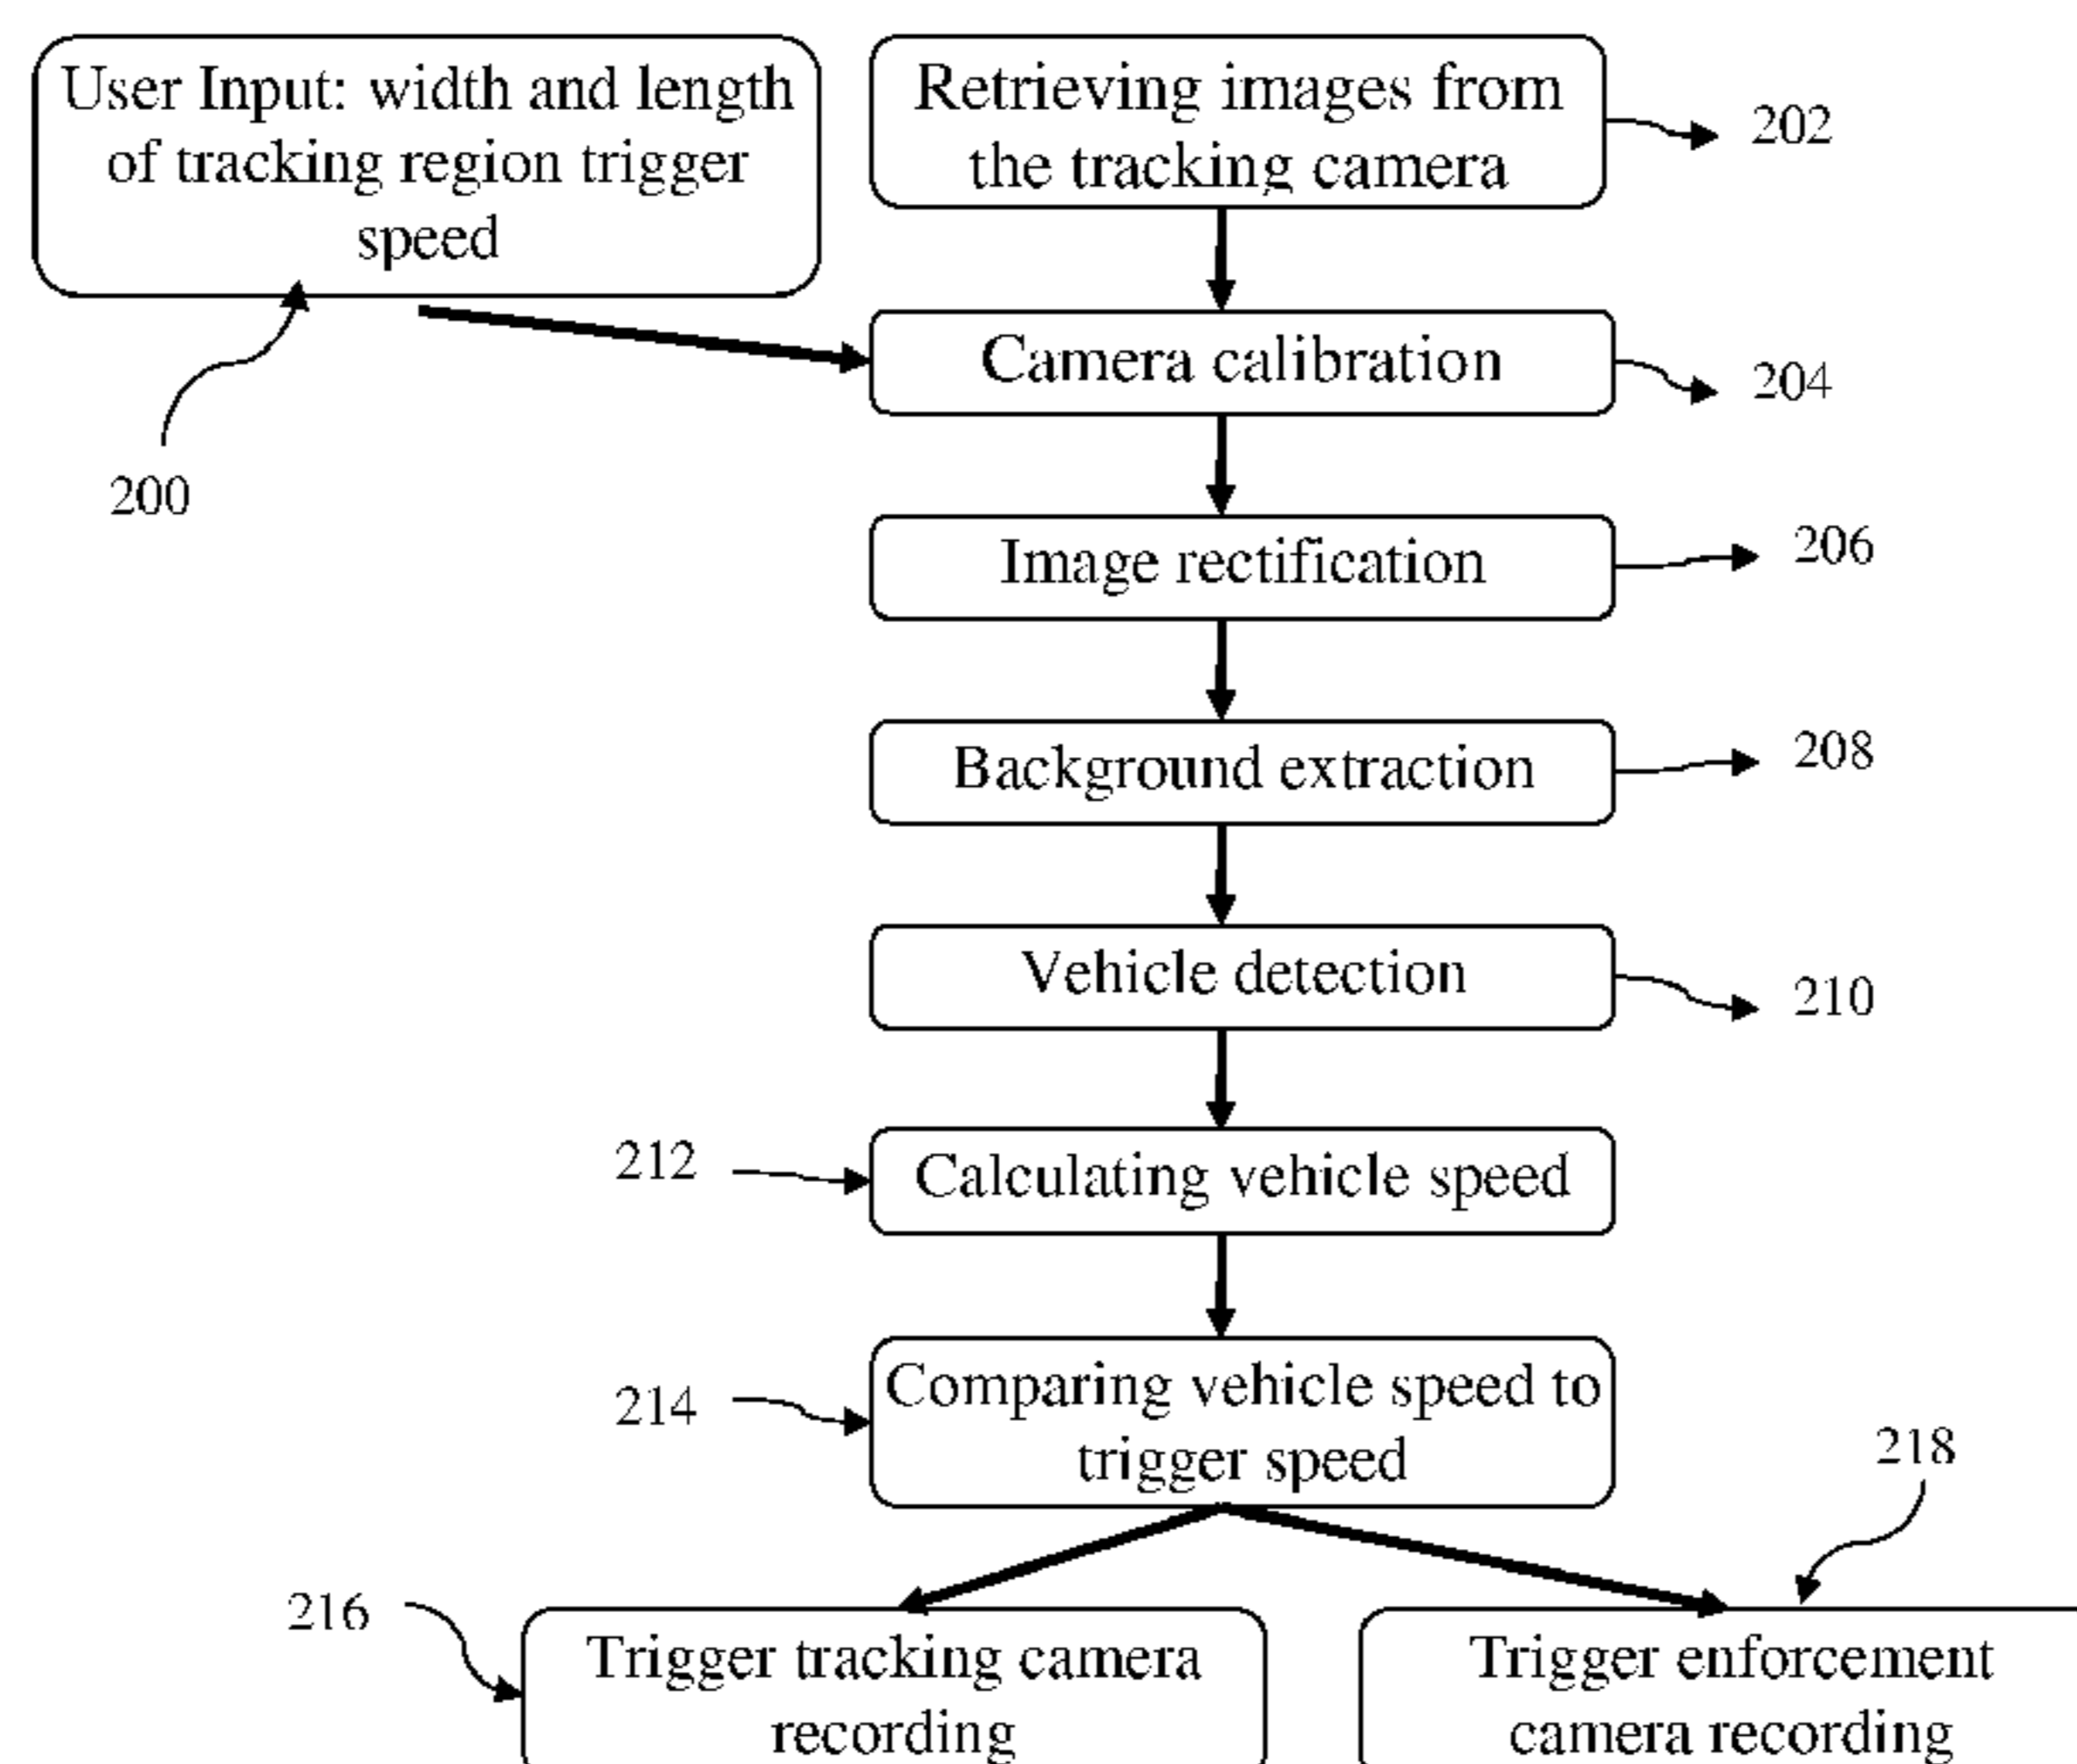 User Input: width and length
of tracking region trigger
speed
200
Retrieving images from
the tracking camera
202
Camera calibration
204
Image rectification
206
Background extraction
208
Vehicle detection
210
212
Calculating vehicle speed
214
Comparing vehicle speed to
trigger speed
216
Trigger tracking camera
recording
218
Trigger enforcement
camera recording